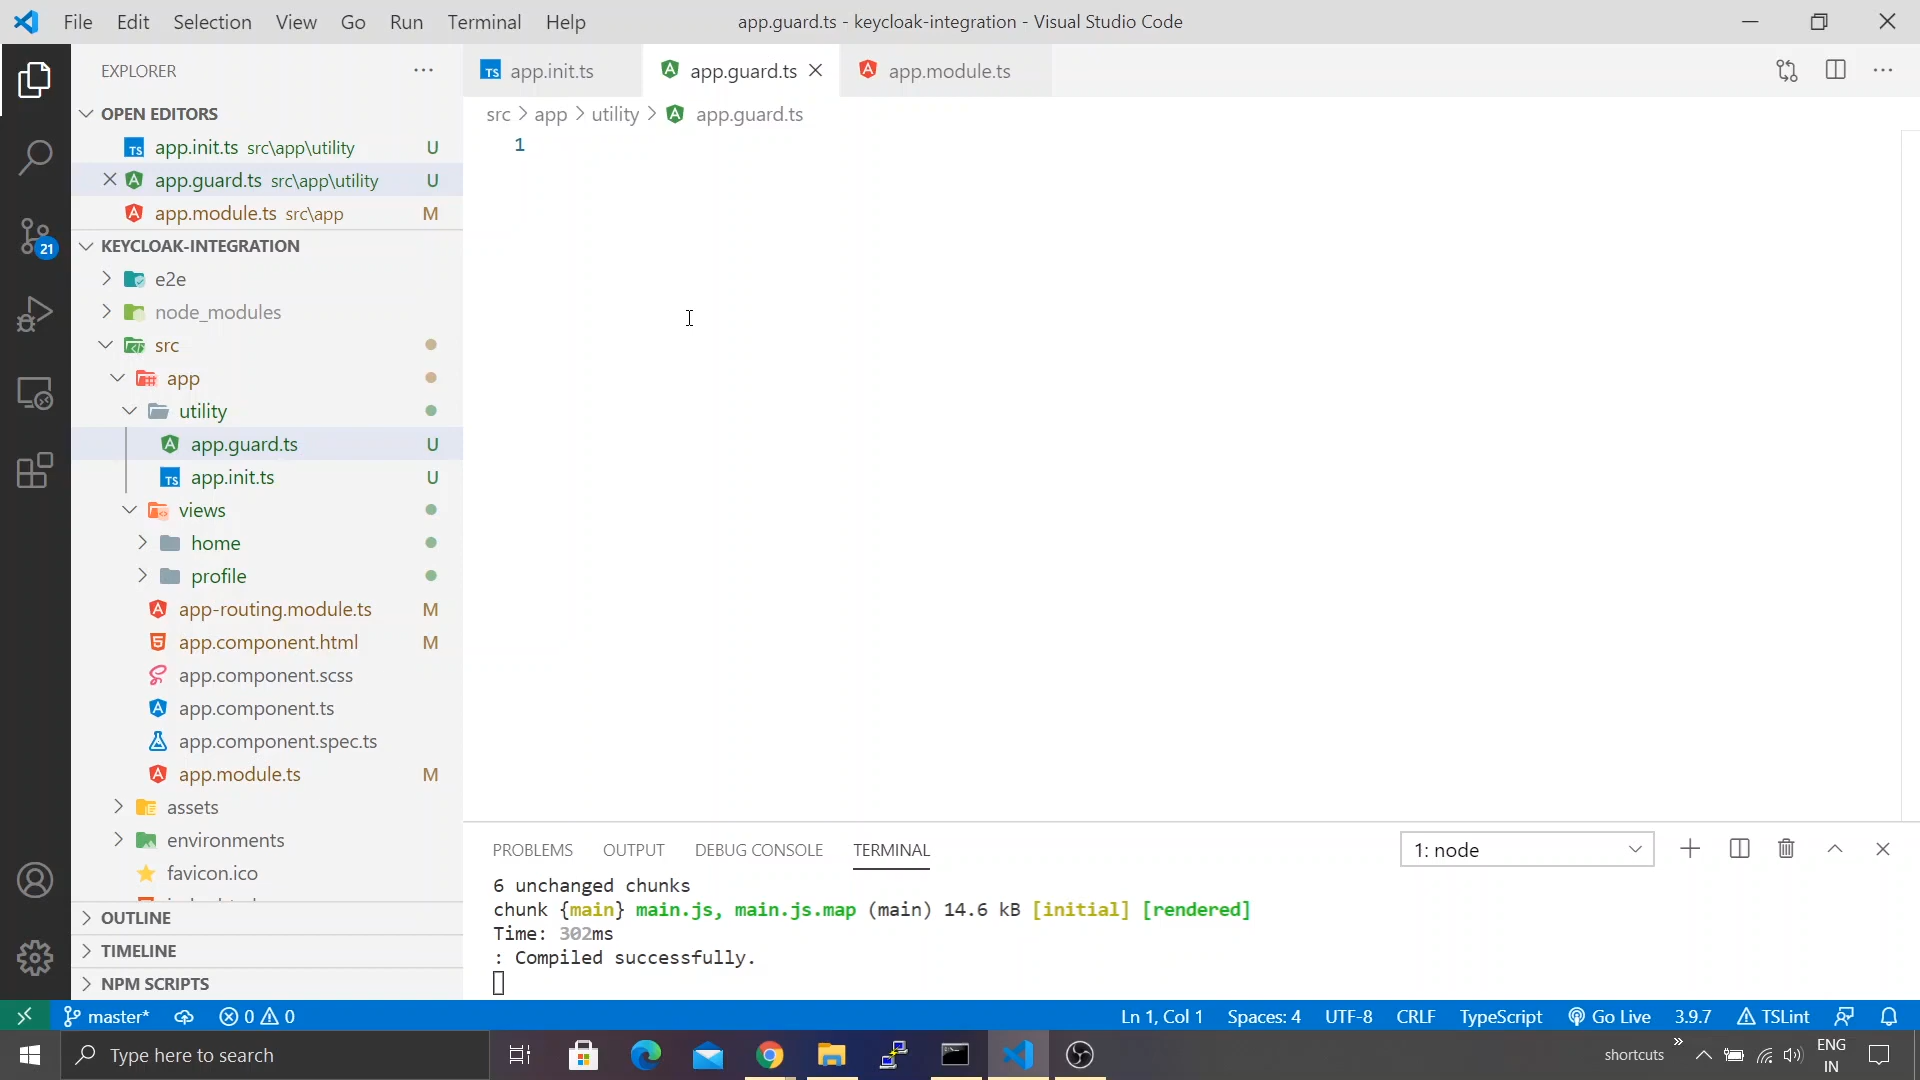 File Edit Selection View Go Run Terminal Help
app.guard.ts - keycloak-integration - Visual Studio Code
EXPLORER
OPEN EDITORS
TS app.init.ts src\app\utility U
app.guard.ts src\app\utility U
app.module.ts src\app M
KEYCLOAK-INTEGRATION
e2e
node_modules
src
app
utility
app.guard.ts U
TS app.init.ts U
views
home
profile
app-routing.module.ts M
app.component.html M
app.component.scss
app.component.ts
app.component.spec.ts
app.module.ts M
assets
environments
favicon.ico
OUTLINE
TIMELINE
NPM SCRIPTS
21
TS app.init.ts
app.guard.ts
app.module.ts
src > app > utility > app.guard.ts
1
PROBLEMS OUTPUT DEBUG CONSOLE TERMINAL
1: node
6 unchanged chunks
chunk {main} main.js, main.js.map (main) 14.6 kB [initial] [rendered]
Time: 302ms
: Compiled successfully.
master* 0 0
Ln 1, Col 1 Spaces: 4 UTF-8 CRLF TypeScript Go Live 3.9.7 TSLint
Type here to search
shortcuts
ENG
IN